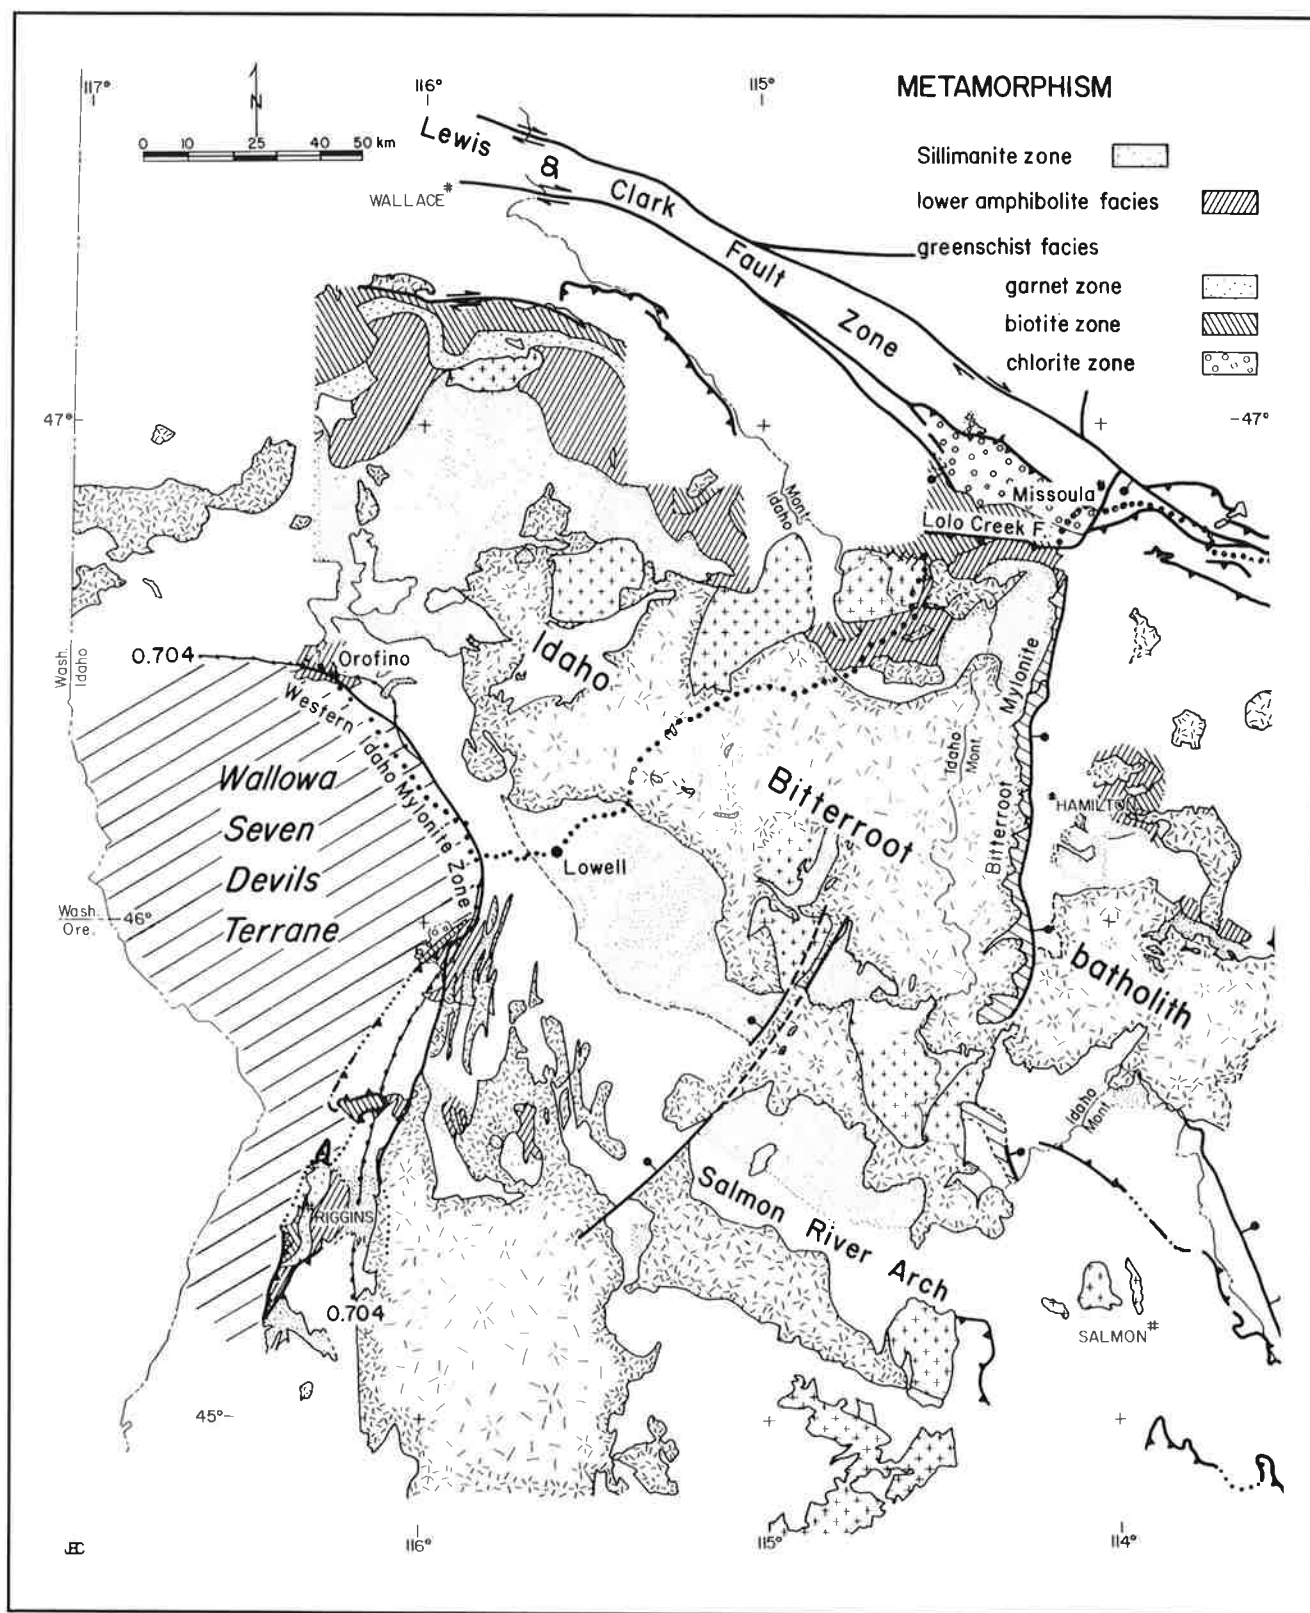 METAMORPHISM
117°
116°
115°
N
0 10 25 40 50 km
Lewis
&
Clark
Fault
Zone
WALLACE#
Sillimanite zone
lower amphibolite facies
greenschist facies
garnet zone
biotite zone
chlorite zone
47°
-47°
Mont.
Idaho
Missoula
Lolo Creek F.
Wash.
Idaho
0.704
Orofino
Idaho
Mylonite
Western Idaho Mylonite Zone
Wallowa
Seven
Devils
Terrane
Idaho
Mont.
Bitterroot
Bitterroot
HAMILTON
Lowell
Wash.
Ore.
46°
batholith
Idaho
Mont.
A
RIGGINS
Salmon River Arch
0.704
SALMON#
45°-
116°
115°
114°
JEC